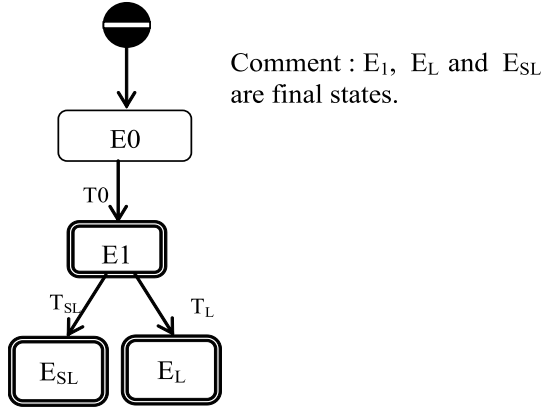 Comment : E1, EL and ESL
are final states.
E0
T0
E1
TSL TL
ESL EL